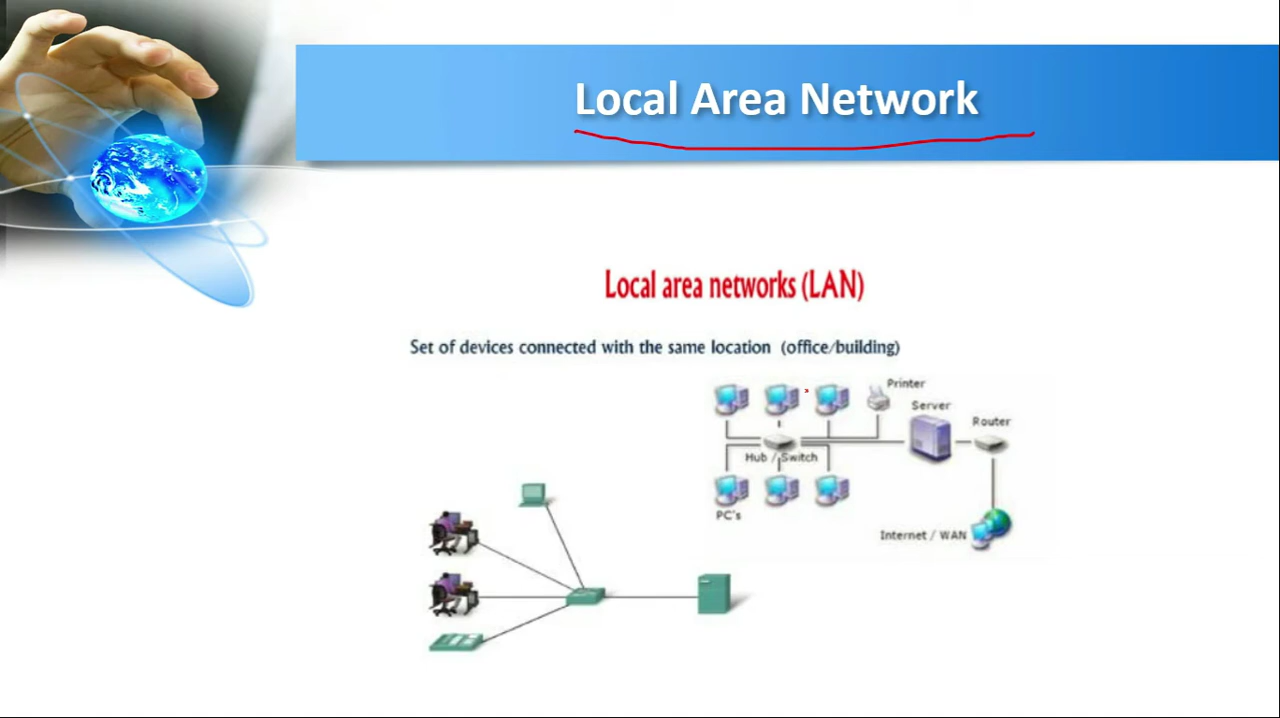 Local Area Network
Local area networks (LAN)
Set of devices connected with the same location (office/building)
Printer
Server
Router
Hub / Switch
PC's
Internet / WAN